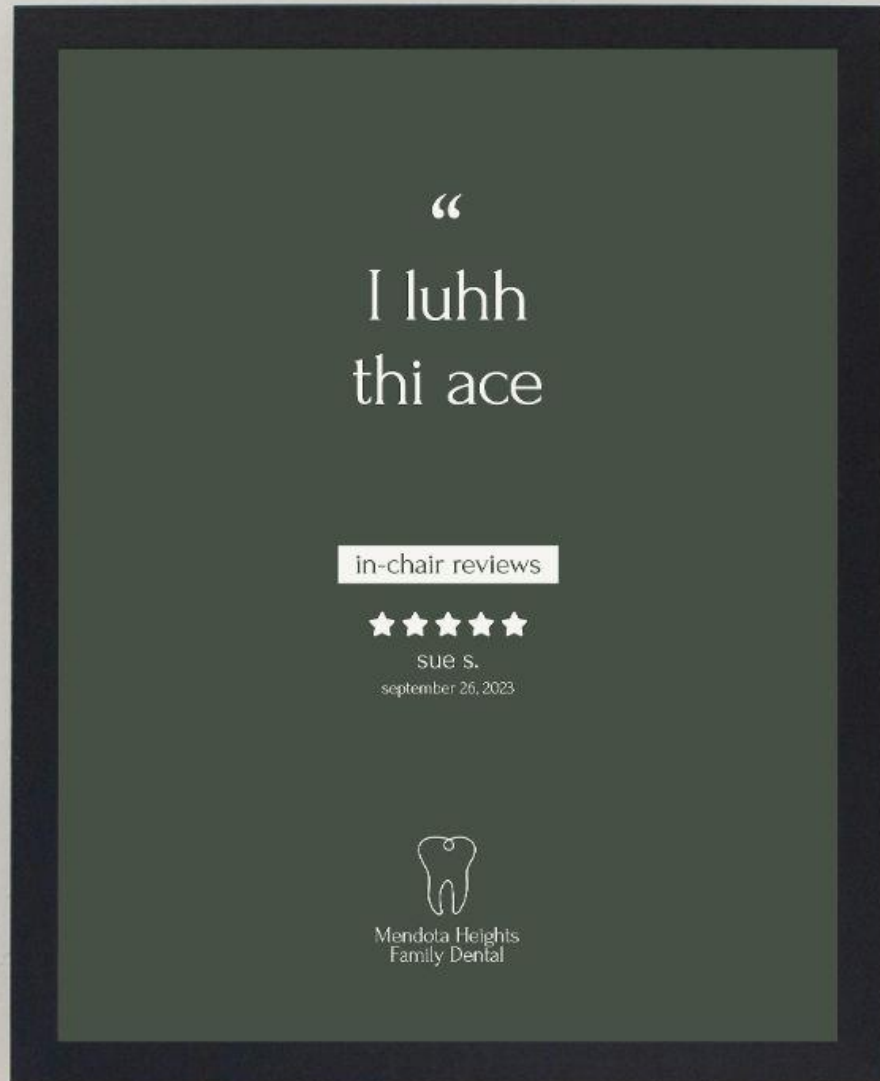 “
I luhh
thi ace
in-chair reviews
sue s.
september 26, 2023
Mendota Heights
Family Dental